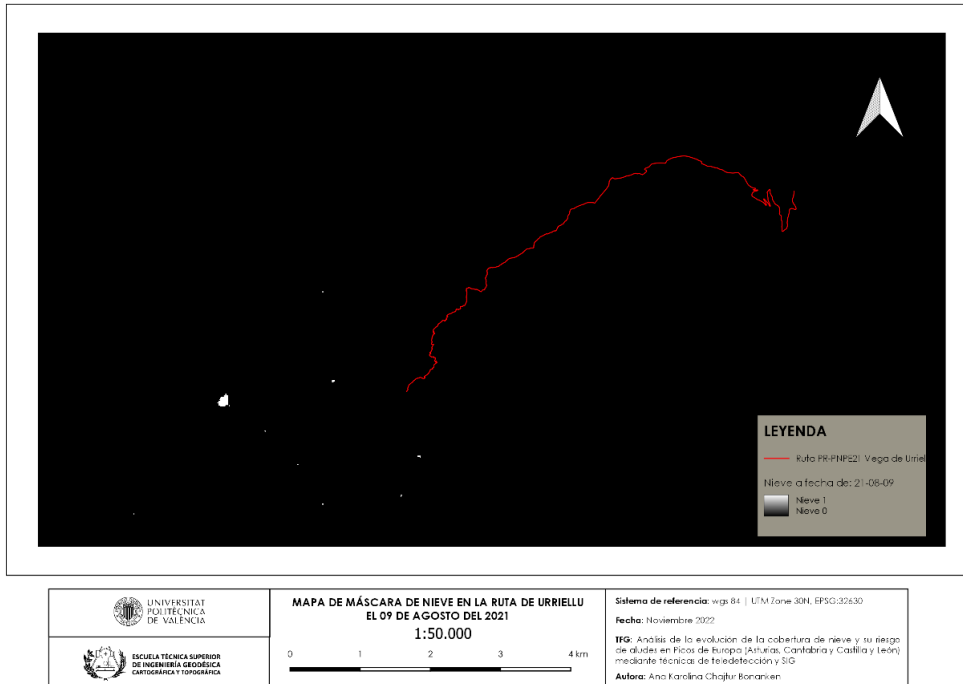 LEYENDA
Ruta PR-PNPE21 Vega de Urriel
Nieve a fecha de: 21-08-09
Nieve 1
Nieve 0
UNIVERSITAT
POLITÈCNICA
DE VALÈNCIA
ESCUELA TÉCNICA SUPERIOR
DE INGENIERÍA GEODÉSICA
CARTOGRÁFICA Y TOPOGRÁFICA
MAPA DE MÁSCARA DE NIEVE EN LA RUTA DE URRIELLU
EL 09 DE AGOSTO DEL 2021
1:50.000
0 1 2 3 4 km
Sistema de referencia: wgs 84 | UTM Zone 30N, EPSG:32630
Fecha: Noviembre 2022
TFG: Análisis de la evolución de la cobertura de nieve y su riesgo
de aludes en Picos de Europa (Asturias, Cantabria y Castilla y León)
mediante técnicas de teledetección y SIG
Autora: Ana Karolina Chajtur Bonanken